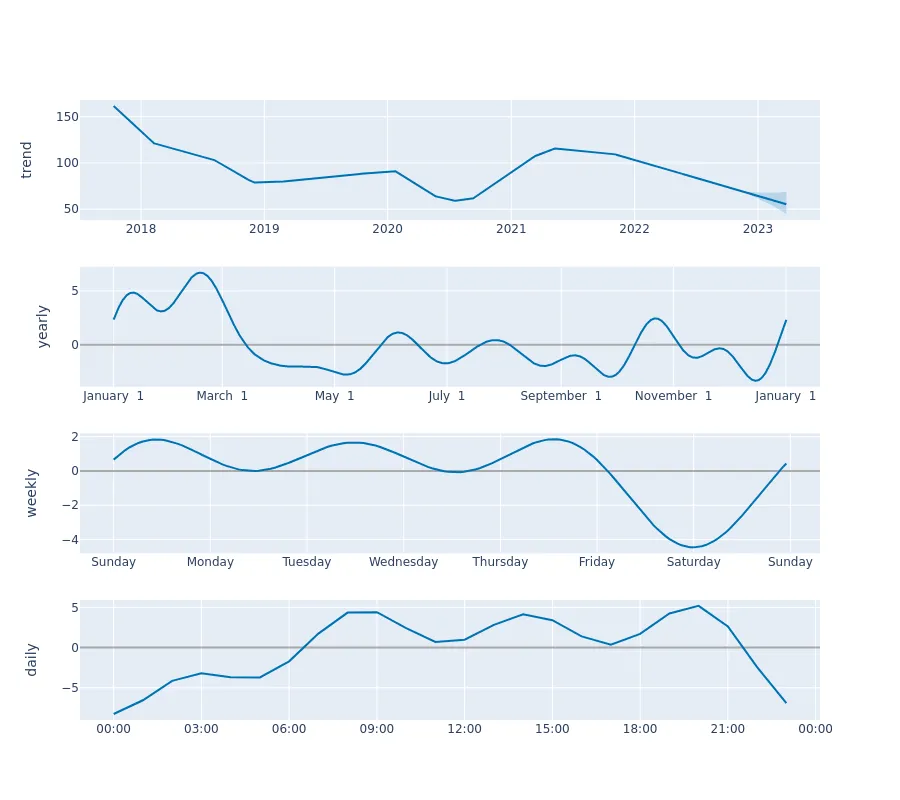 trend
150
100
50
2018 2019 2020 2021 2022 2023
yearly
5
0
January 1 March 1 May 1 July 1 September 1 November 1 January 1
weekly
2
0
−2
−4
Sunday Monday Tuesday Wednesday Thursday Friday Saturday Sunday
daily
5
0
−5
00:00 03:00 06:00 09:00 12:00 15:00 18:00 21:00 00:00